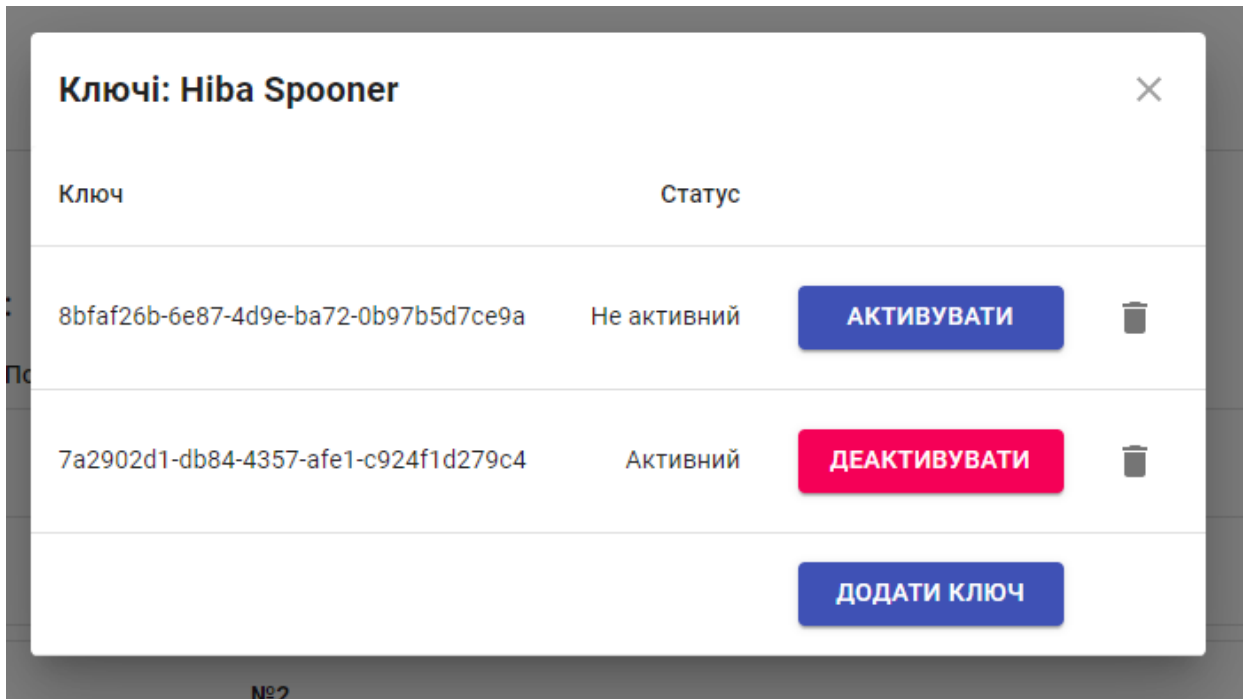 Ключі: Hiba Spooner
Ключ Статус
8bfaf26b-6e87-4d9e-ba72-0b97b5d7ce9a Не активний АКТИВУВАТИ
7a2902d1-db84-4357-afe1-c924f1d279c4 Активний ДЕАКТИВУВАТИ
ДОДАТИ КЛЮЧ
№2